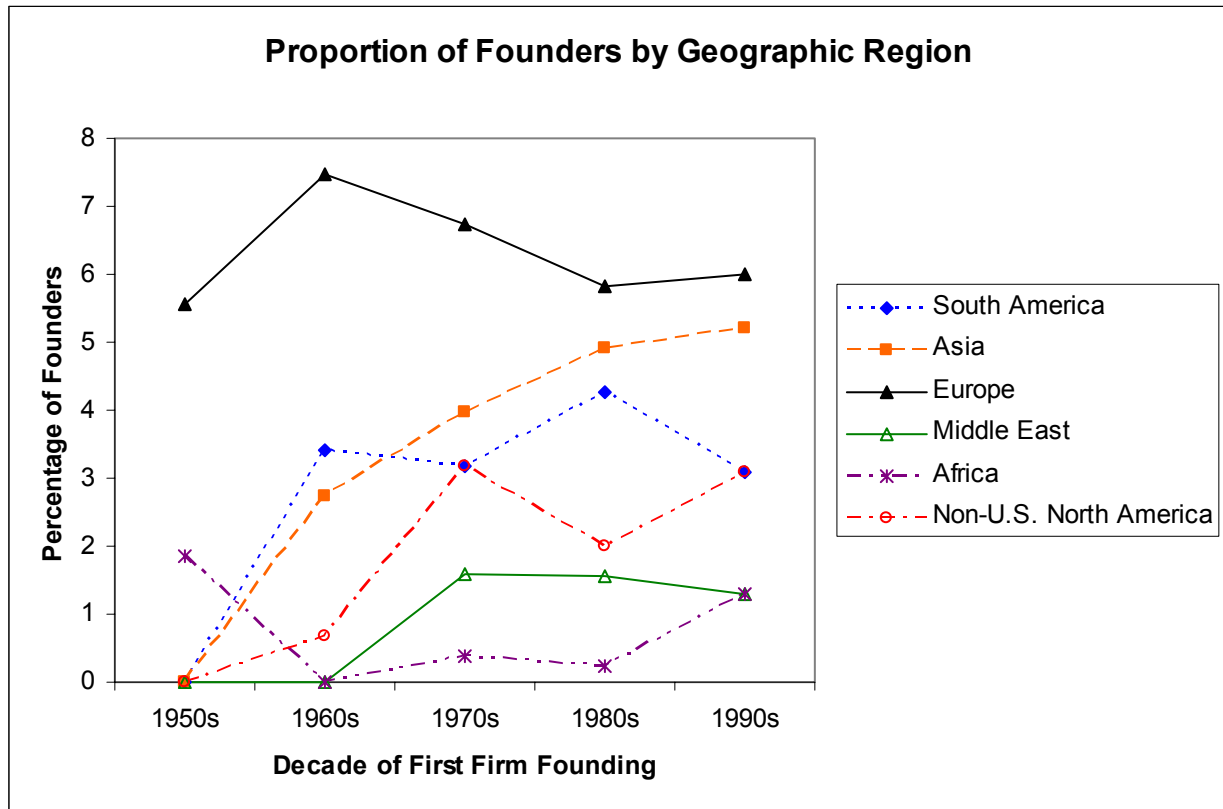 Proportion of Founders by Geographic Region
8
7
6
5
4
3
2
1
0
Percentage of Founders
1950s 1960s 1970s 1980s 1990s
Decade of First Firm Founding
South America
Asia
Europe
Middle East
Africa
Non-U.S. North America